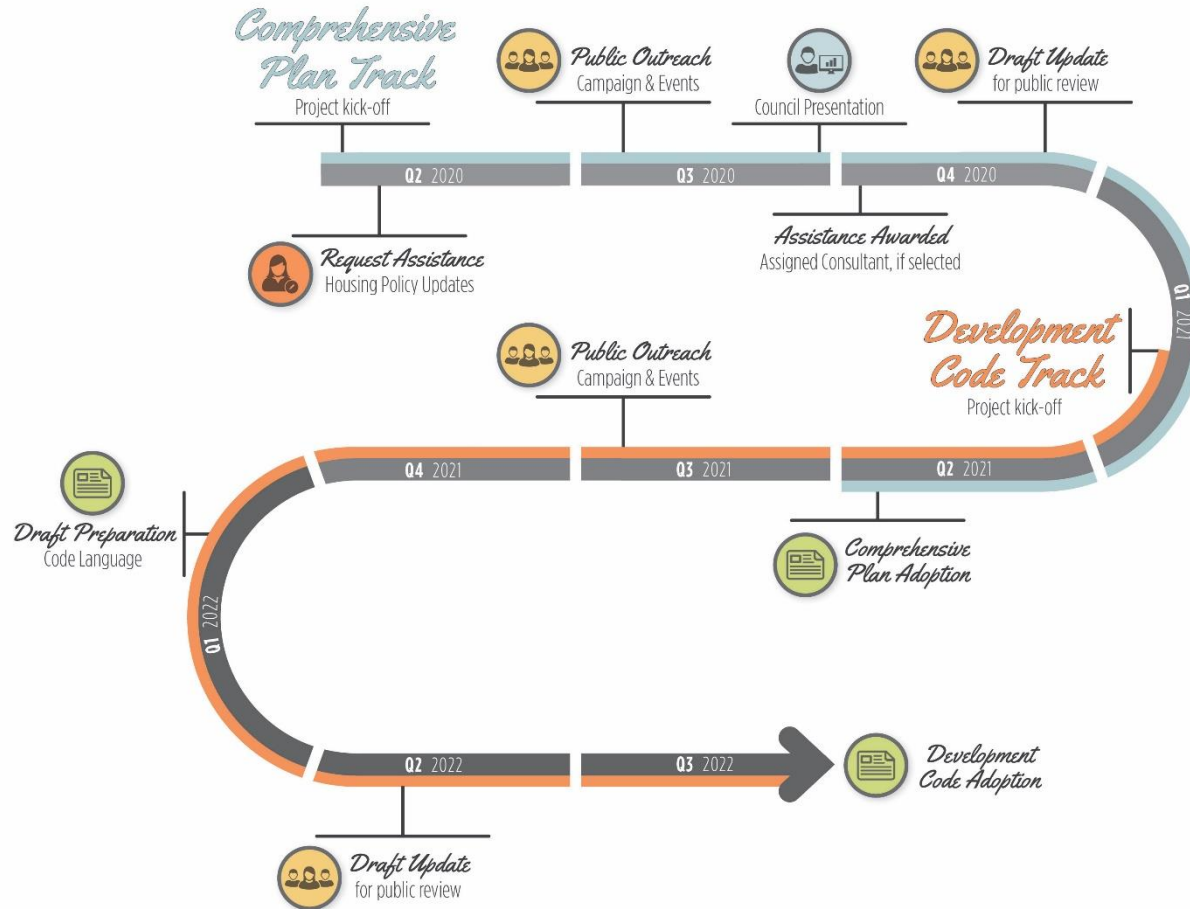 Comprehensive
Plan Track
Project kick-off
Public Outreach
Campaign & Events
Council Presentation
Draft Update
for public review
Q2 2020
Q3 2020
Q4 2020
Request Assistance
Housing Policy Updates
Assistance Awarded
Assigned Consultant, if selected
Q1 2021
Development
Code Track
Project kick-off
Public Outreach
Campaign & Events
Q4 2021
Q3 2021
Q2 2021
Draft Preparation
Code Language
Comprehensive
Plan Adoption
Q1 2022
Q2 2022
Q3 2022
Development
Code Adoption
Draft Update
for public review